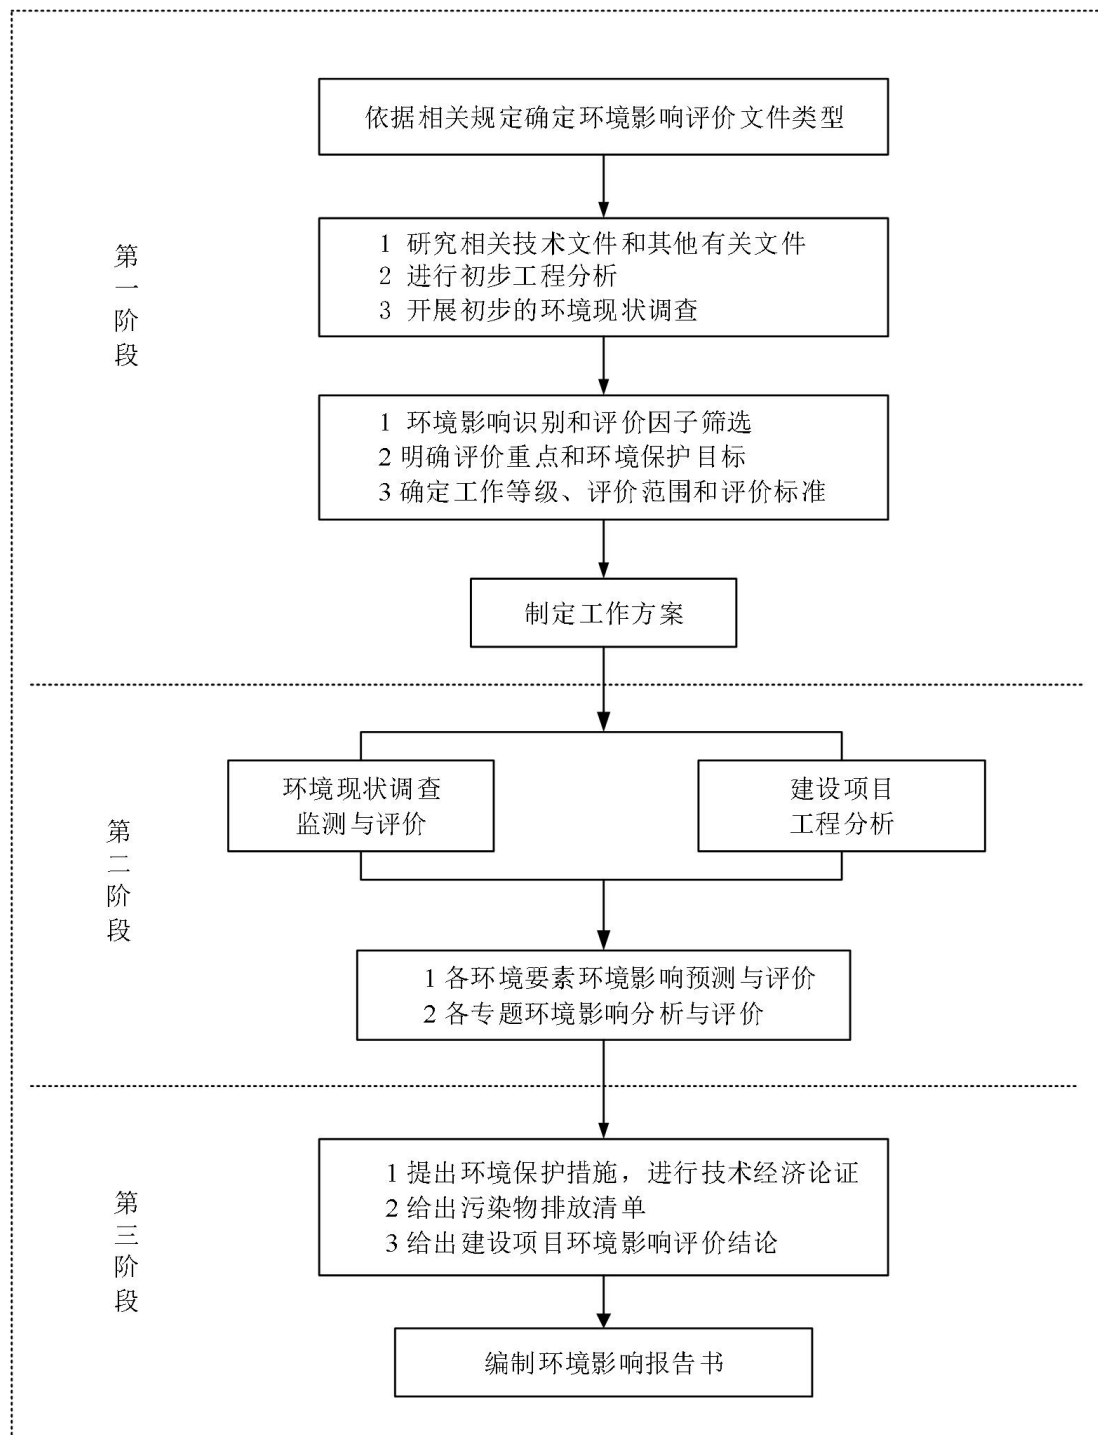 依据相关规定确定环境影响评价文件类型
第一阶段
1 研究相关技术文件和其他有关文件
2 进行初步工程分析
3 开展初步的环境现状调查
1 环境影响识别和评价因子筛选
2 明确评价重点和环境保护目标
3 确定工作等级、评价范围和评价标准
制定工作方案
第二阶段
环境现状调查
监测与评价
建设项目
工程分析
1 各环境要素环境影响预测与评价
2 各专题环境影响分析与评价
第三阶段
1 提出环境保护措施，进行技术经济论证
2 给出污染物排放清单
3 给出建设项目环境影响评价结论
编制环境影响报告书